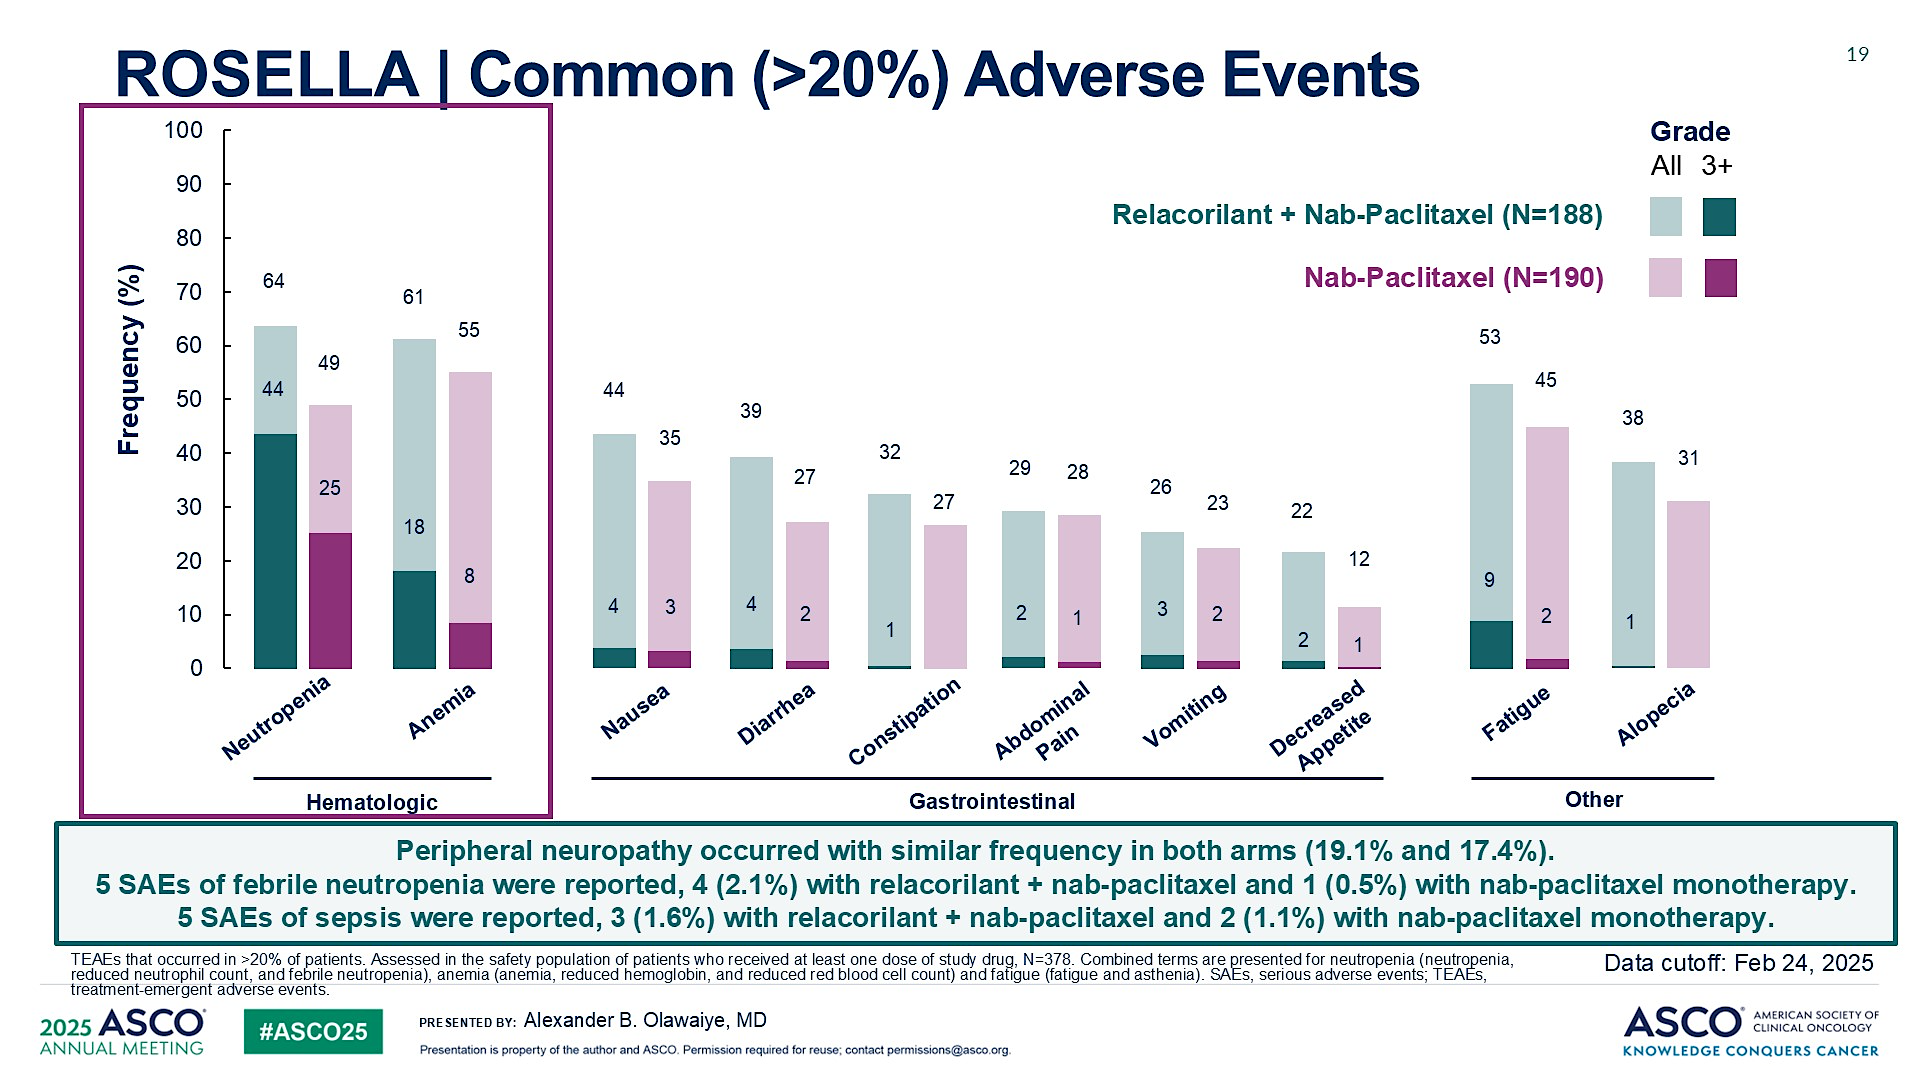 19
ROSELLA | Common (>20%) Adverse Events
Grade
All 3+
Relacorilant + Nab-Paclitaxel (N=188)
Nab-Paclitaxel (N=190)
Frequency (%)
100
90
80
70
60
50
40
30
20
10
0
64
44
49
25
61
18
55
8
44
4
35
3
39
4
27
2
32
1
27
29
2
28
1
26
3
23
2
22
2
12
1
53
9
45
2
38
1
31
Neutropenia
Anemia
Nausea
Diarrhea
Constipation
Abdominal
Pain
Vomiting
Decreased
Appetite
Fatigue
Alopecia
Hematologic
Gastrointestinal
Other
Peripheral neuropathy occurred with similar frequency in both arms (19.1% and 17.4%).
5 SAEs of febrile neutropenia were reported, 4 (2.1%) with relacorilant + nab-paclitaxel and 1 (0.5%) with nab-paclitaxel monotherapy.
5 SAEs of sepsis were reported, 3 (1.6%) with relacorilant + nab-paclitaxel and 2 (1.1%) with nab-paclitaxel monotherapy.
TEAEs that occurred in >20% of patients. Assessed in the safety population of patients who received at least one dose of study drug, N=378. Combined terms are presented for neutropenia (neutropenia,
reduced neutrophil count, and febrile neutropenia), anemia (anemia, reduced hemoglobin, and reduced red blood cell count) and fatigue (fatigue and asthenia). SAEs, serious adverse events; TEAEs,
treatment-emergent adverse events.
Data cutoff: Feb 24, 2025
2025 ASCO®
ANNUAL MEETING
#ASCO25
PRESENTED BY: Alexander B. Olawaiye, MD
Presentation is property of the author and ASCO. Permission required for reuse; contact permissions@asco.org.
ASCO® AMERICAN SOCIETY OF
CLINICAL ONCOLOGY
KNOWLEDGE CONQUERS CANCER